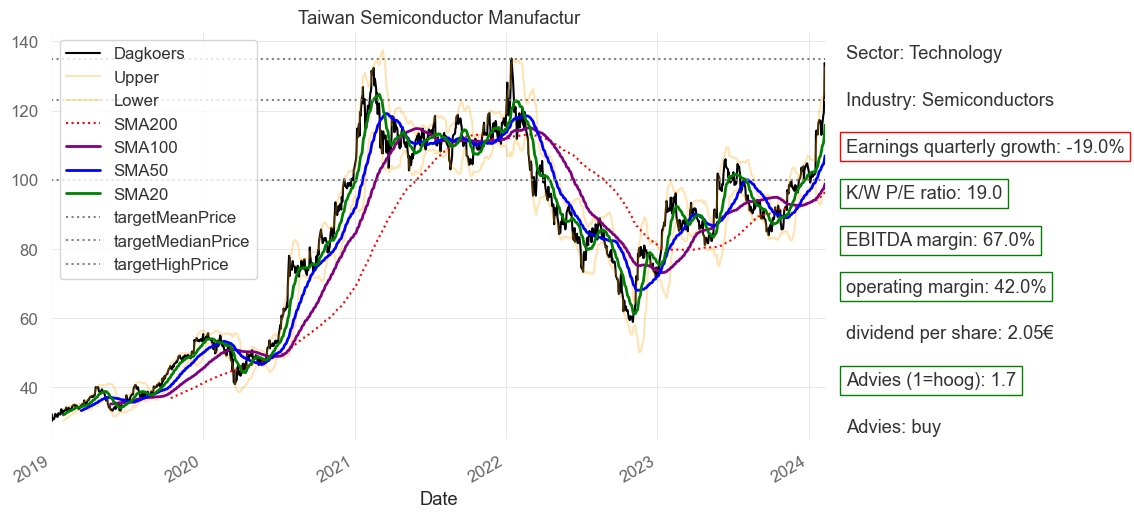 Taiwan Semiconductor Manufactur
140
120
100
80
60
40
Dagkoers
Upper
Lower
SMA200
SMA100
SMA50
SMA20
targetMeanPrice
targetMedianPrice
targetHighPrice
2019
2020
2021
2022
2023
2024
Date
Sector: Technology
Industry: Semiconductors
Earnings quarterly growth: -19.0%
K/W P/E ratio: 19.0
EBITDA margin: 67.0%
operating margin: 42.0%
dividend per share: 2.05€
Advies (1=hoog): 1.7
Advies: buy